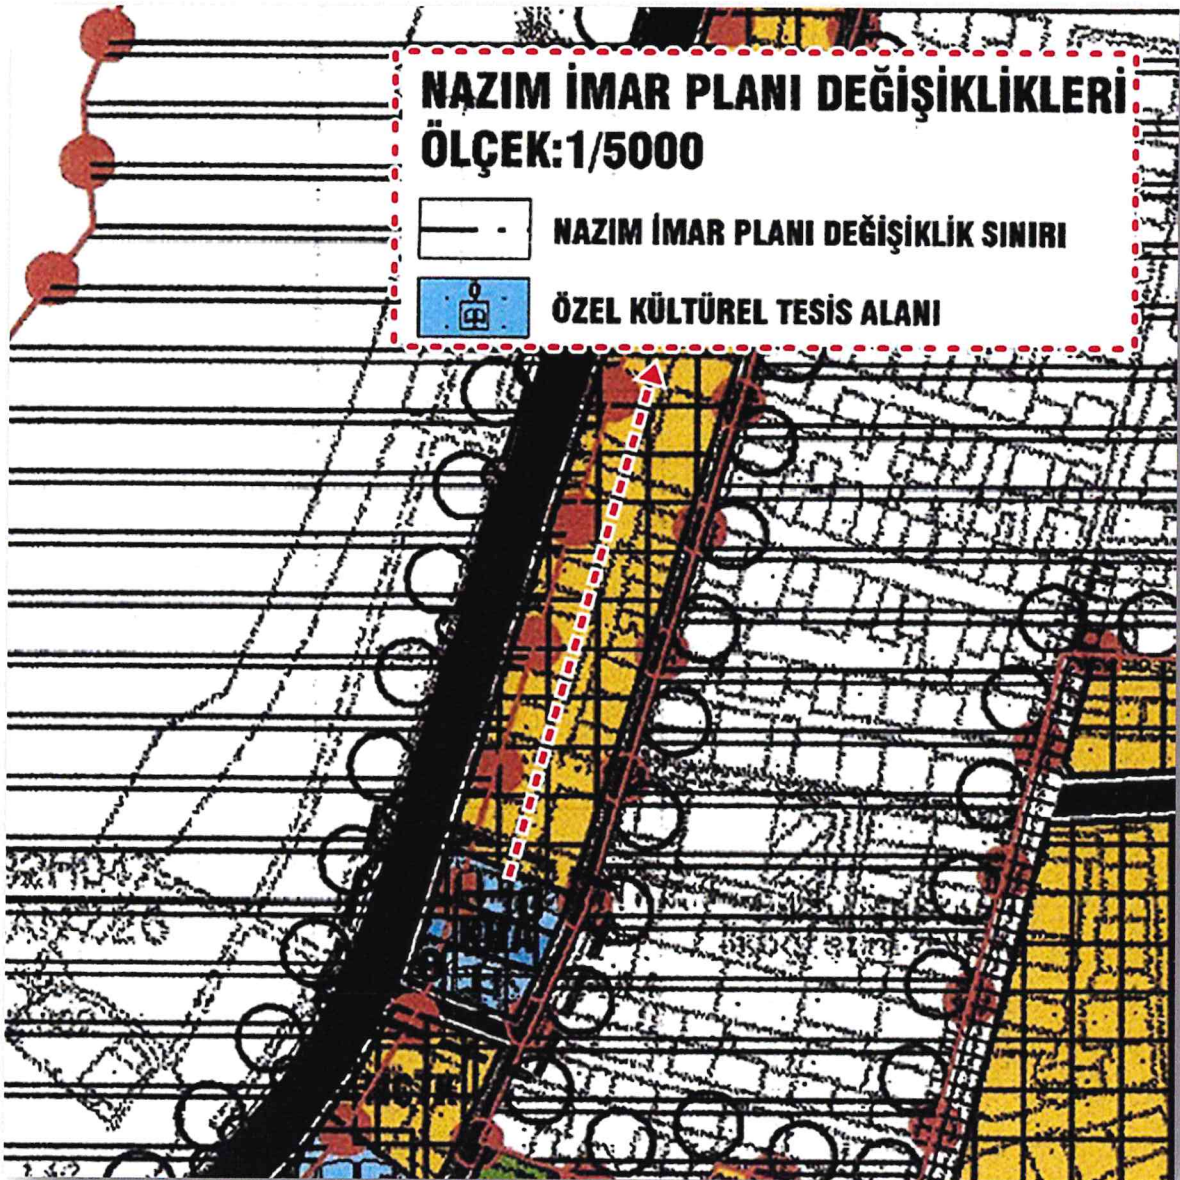 NAZIM İMAR PLANI DEĞİŞİKLİKLERİ
ÖLÇEK:1/5000
NAZIM İMAR PLANI DEĞİŞİKLİK SINIRI
Ö
ÖZEL KÜLTÜREL TESİS ALANI